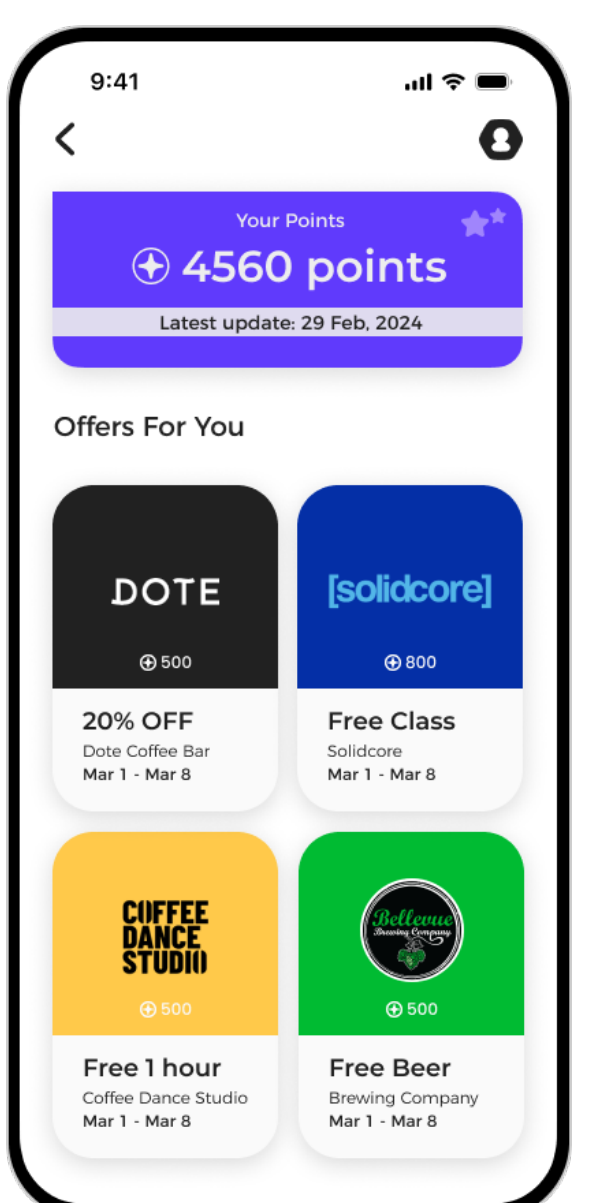 9:41
Your Points
4560 points
Latest update: 29 Feb, 2024
Offers For You
DOTE
500
20% OFF
Dote Coffee Bar
Mar 1 - Mar 8
[solidcore]
800
Free Class
Solidcore
Mar 1 - Mar 8
COFFEE
DANCE
STUDIO
500
Free 1 hour
Coffee Dance Studio
Mar 1 - Mar 8
Bellevue
Brewing Company
500
Free Beer
Brewing Company
Mar 1 - Mar 8